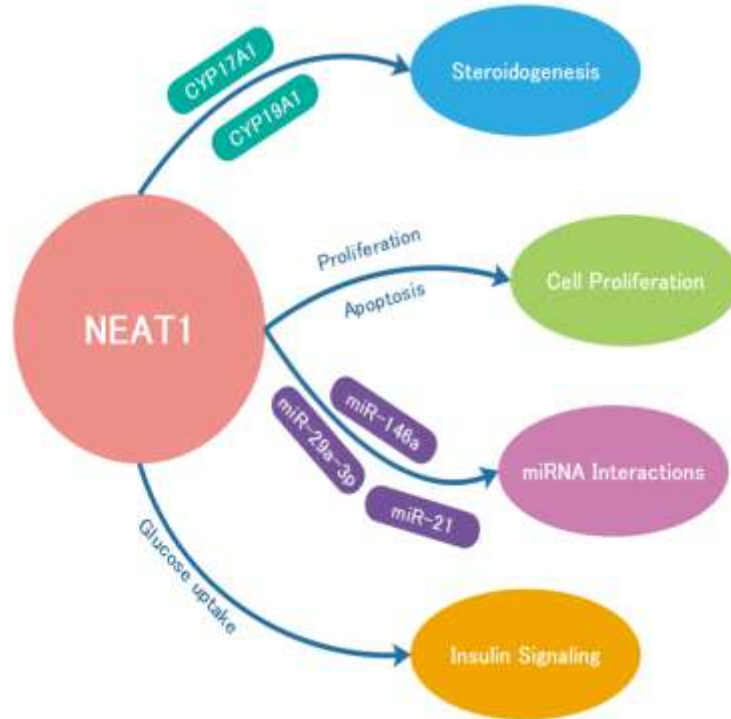 CYP17A1
CYP19A1
Steroidogenesis
NEAT1
Proliferation
Apoptosis
Cell Proliferation
miR-146a
miR-29a-3p
miR-21
miRNA Interactions
Glucose uptake
Insulin Signaling